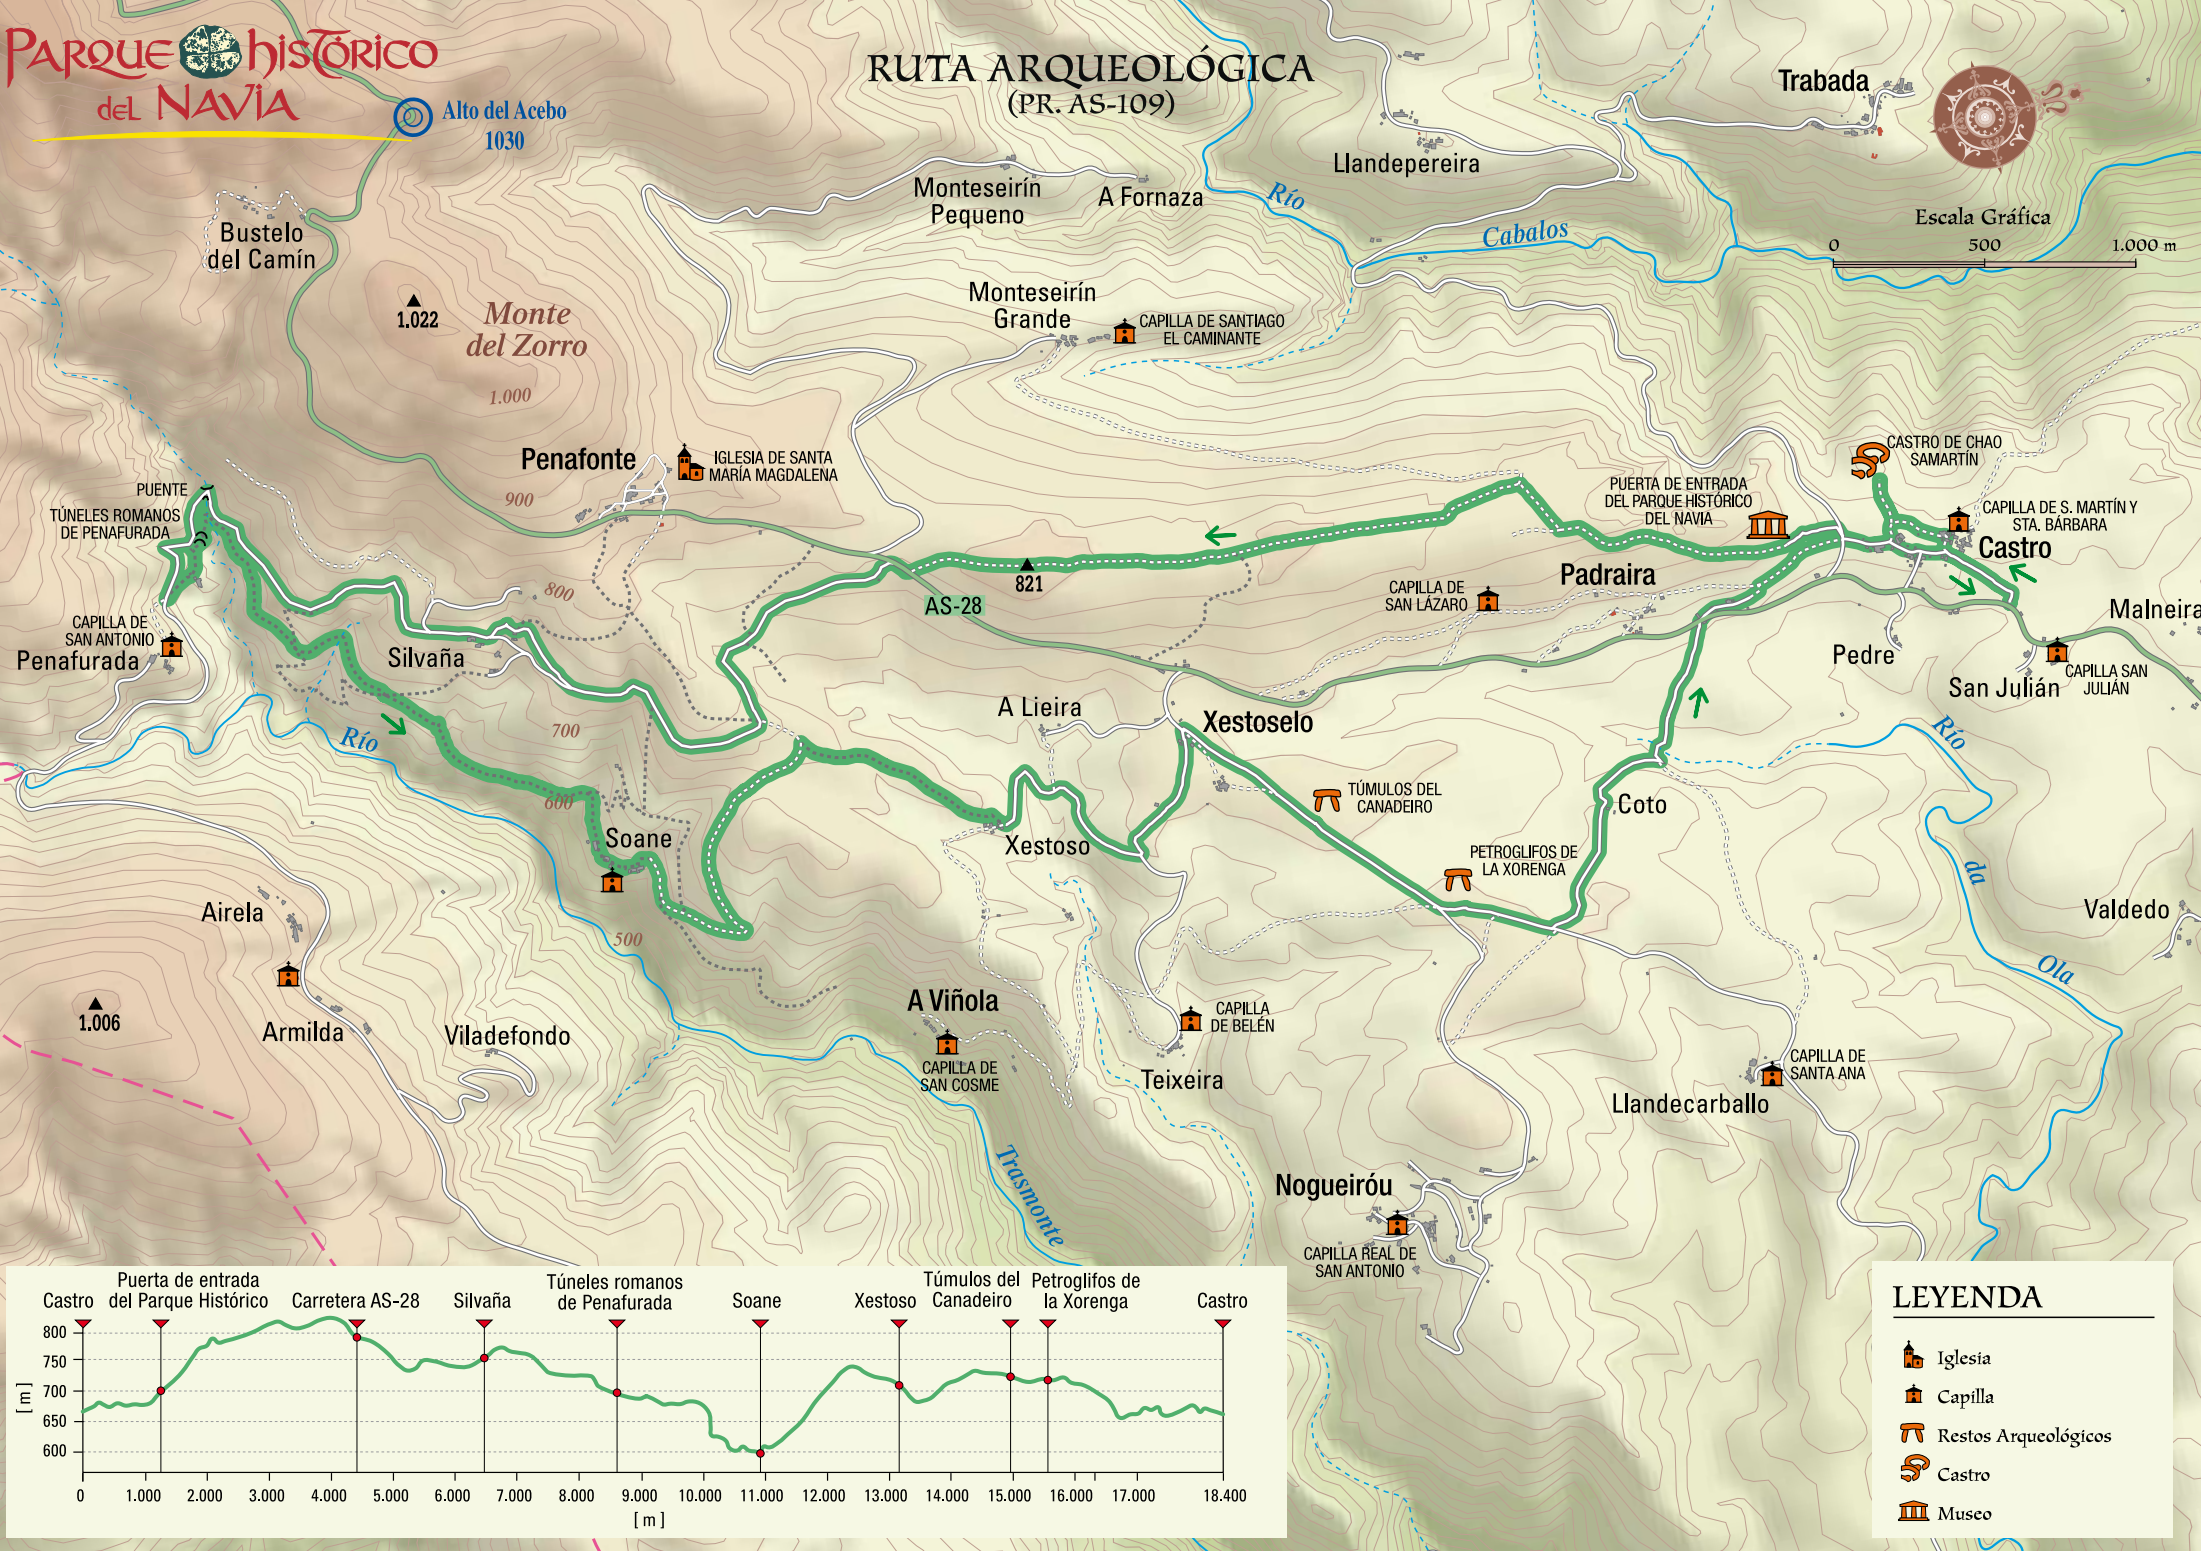 PARQUE HISTÓRICO
DEL NAVIA
RUTA ARQUEOLÓGICA
(PR. AS-109)
Alto del Acebo
1030
Trabada
Llandepereira
Monteseirín
Pequeno
A Fornaza
Río
Cabalos
Escala Gráfica
0
500
1.000 m
Bustelo
del Camín
1.022
Monte
del Zorro
1.000
Monteseirín
Grande
CAPILLA DE SANTIAGO
EL CAMINANTE
Penafonte
IGLESIA DE SANTA
MARÍA MAGDALENA
900
PUENTE
TÚNELES ROMANOS
DE PENAFURADA
PUERTA DE ENTRADA
DEL PARQUE HISTÓRICO
DEL NAVIA
CASTRO DE CHAO
SAMARTÍN
CAPILLA DE S. MARTÍN Y
STA. BÁRBARA
Castro
821
800
AS-28
CAPILLA DE
SAN LÁZARO
Padraira
Malneira
CAPILLA DE
SAN ANTONIO
Penafurada
Silvaña
Pedre
CAPILLA SAN
JULIÁN
San Julián
A Lieira
Xestoselo
700
Río
Río
600
TÚMULOS DEL
CANADEIRO
Coto
Soane
Xestoso
PETROGLIFOS DE
LA XORENGA
da
Airela
500
Valdedo
Ola
1.006
Armilda
Viladefondo
A Viñola
CAPILLA DE
SAN COSME
CAPILLA
DE BELÉN
Teixeira
CAPILLA DE
SANTA ANA
Llandecarballo
Trasmonte
Nogueiróu
CAPILLA REAL DE
SAN ANTONIO
Castro
Puerta de entrada
del Parque Histórico
Carretera AS-28
Silvaña
Túneles romanos
de Penafurada
Soane
Xestoso
Túmulos del
Canadeiro
Petroglifos de
la Xorenga
Castro
800
750
700
650
600
[ m ]
0
1.000
2.000
3.000
4.000
5.000
6.000
7.000
8.000
9.000
10.000
11.000
12.000
13.000
14.000
15.000
16.000
17.000
18.400
[ m ]
LEYENDA
Iglesia
Capilla
Restos Arqueológicos
Castro
Museo